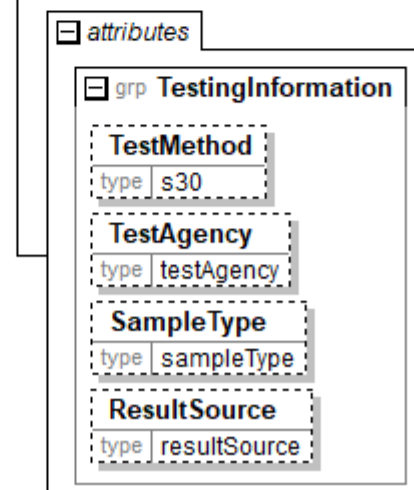 attributes
grp TestingInformation
TestMethod
type s30
TestAgency
type testAgency
SampleType
type sampleType
ResultSource
type resultSource